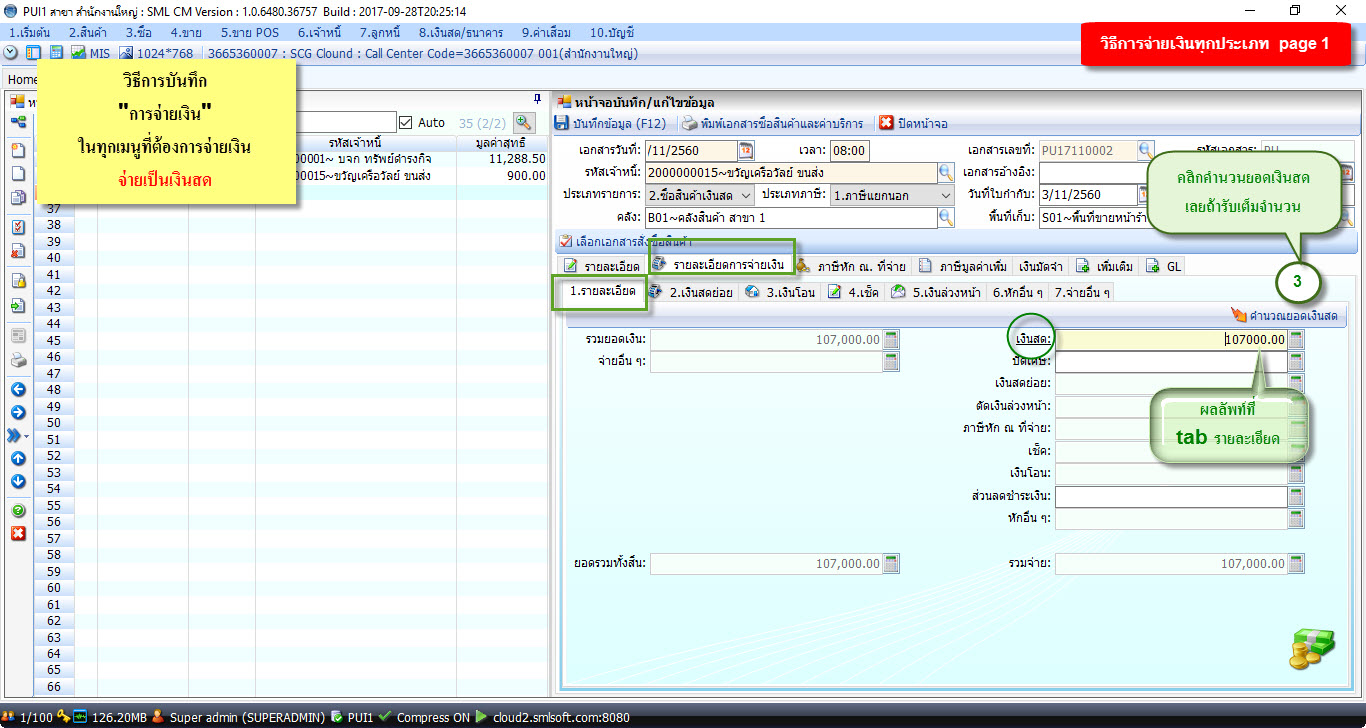 PUI1 สาขา สำนักงานใหญ่ : SML CM Version : 1.0.6480.36757 Build : 2017-09-28T20:25:14
1.เริ่มต้น 2.สินค้า 3.ซื้อ 4.ขาย 5.ขาย POS 6.เจ้าหนี้ 7.ลูกหนี้ 8.เงินสด/ธนาคาร 9.ค่าเสื่อม 10.บัญชี
วิธีการจ่ายเงินทุกประเภท page 1
MIS 1024*768 3665360007 : SCG Clound : Call Center Code=3665360007 001(สำนักงานใหญ่)
Home
วิธีการบันทึก
"การจ่ายเงิน"
ในทุกเมนูที่ต้องการจ่ายเงิน
จ่ายเป็นเงินสด
Auto 35 (2/2)
รหัสเจ้าหนี้ มูลค่าสุทธิ
00001~ บจก ทรัพย์ดำรงกิจ 11,288.50
00015~ขวัญเครือวัลย์ ขนส่ง 900.00
37
38
39
40
41
42
43
44
45
46
47
48
49
50
51
52
53
54
55
56
57
58
59
60
61
62
63
64
65
66
หน้าจอบันทึก/แก้ไขข้อมูล
บันทึกข้อมูล (F12) พิมพ์เอกสารซื้อสินค้าและค่าบริการ ปิดหน้าจอ
เอกสารวันที่: /11/2560 เวลา: 08:00 เอกสารเลขที่: PU17110002 รหัสเอกสาร: PU
รหัสเจ้าหนี้: 2000000015~ขวัญเครือวัลย์ ขนส่ง เอกสารอ้างอิง:
ประเภทรายการ: 2.ซื้อสินค้าเงินสด ประเภทภาษี: 1.ภาษีแยกนอก วันที่ใบกำกับ: 3/11/2560
คลัง: B01~คลังสินค้า สาขา 1 พื้นที่เก็บ: S01~พื้นที่ขายหน้าร้า
คลิกคำนวนยอดเงินสด
เลยถ้ารับเต็มจำนวน
3
เลือกเอกสารสั่งซื้อสินค้า
รายละเอียด รายละเอียดการจ่ายเงิน ภาษีหัก ณ. ที่จ่าย ภาษีมูลค่าเพิ่ม เงินมัดจำ เพิ่มเติม GL
1.รายละเอียด 2.เงินสดย่อย 3.เงินโอน 4.เช็ค 5.เงินล่วงหน้า 6.หักอื่น ๆ 7.จ่ายอื่น ๆ
คำนวณยอดเงินสด
รวมยอดเงิน: 107,000.00 เงินสด: 107000.00
จ่ายอื่น ๆ: ปัดเศษ:
เงินสดย่อย:
ตัดเงินล่วงหน้า:
ภาษีหัก ณ ที่จ่าย:
เช็ค:
เงินโอน:
ส่วนลดชำระเงิน:
หักอื่น ๆ:
ผลลัพท์ที่
tab รายละเอียด
ยอดรวมทั้งสิ้น: 107,000.00 รวมจ่าย: 107,000.00
1/100 126.20MB Super admin (SUPERADMIN) PUI1 Compress ON cloud2.smlsoft.com:8080